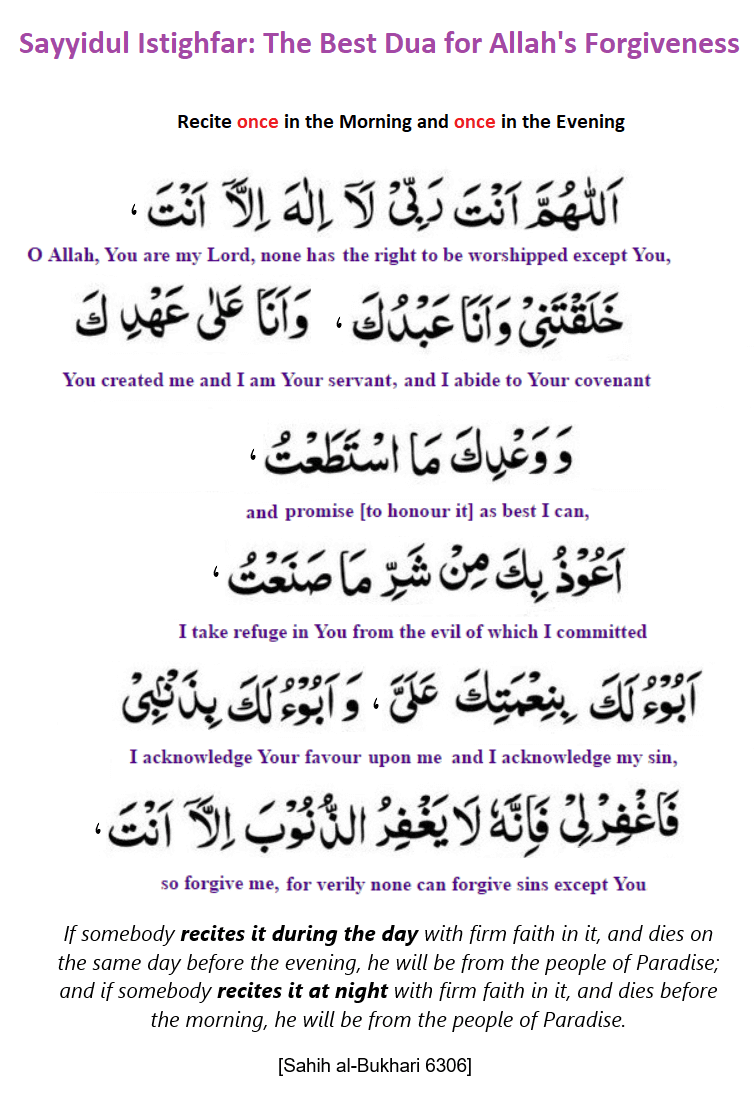 Sayyidul Istighfar: The Best Dua for Allah's Forgiveness
Recite once in the Morning and once in the Evening
اَللّٰهُمَّ اَنْتَ رَبِّيْ لَآ اِلٰهَ اِلَّآ اَنْتَ ،
O Allah, You are my Lord, none has the right to be worshipped except You,
خَلَقْتَنِيْ وَاَنَا عَبْدُكَ ، وَاَنَا عَلٰى عَهْدِ كَ
You created me and I am Your servant, and I abide to Your covenant
وَ وَعْدِكَ مَا اسْتَطَعْتُ ،
and promise [to honour it] as best I can,
اَعُوْذُ بِكَ مِنْ شَرِّ مَا صَنَعْتُ ،
I take refuge in You from the evil of which I committed
اَبُوْءُ لَكَ بِنِعْمَتِكَ عَلَيَّ ، وَ اَبُوْءُ لَكَ بِذَنْبِيْ
I acknowledge Your favour upon me and I acknowledge my sin,
فَاغْفِرْ لِيْ فَاِنَّهٗ لَا يَغْفِرُ الذُّنُوْبَ اِلَّآ اَنْتَ ،
so forgive me, for verily none can forgive sins except You
If somebody recites it during the day with firm faith in it, and dies on
the same day before the evening, he will be from the people of Paradise;
and if somebody recites it at night with firm faith in it, and dies before
the morning, he will be from the people of Paradise.
[Sahih al-Bukhari 6306]